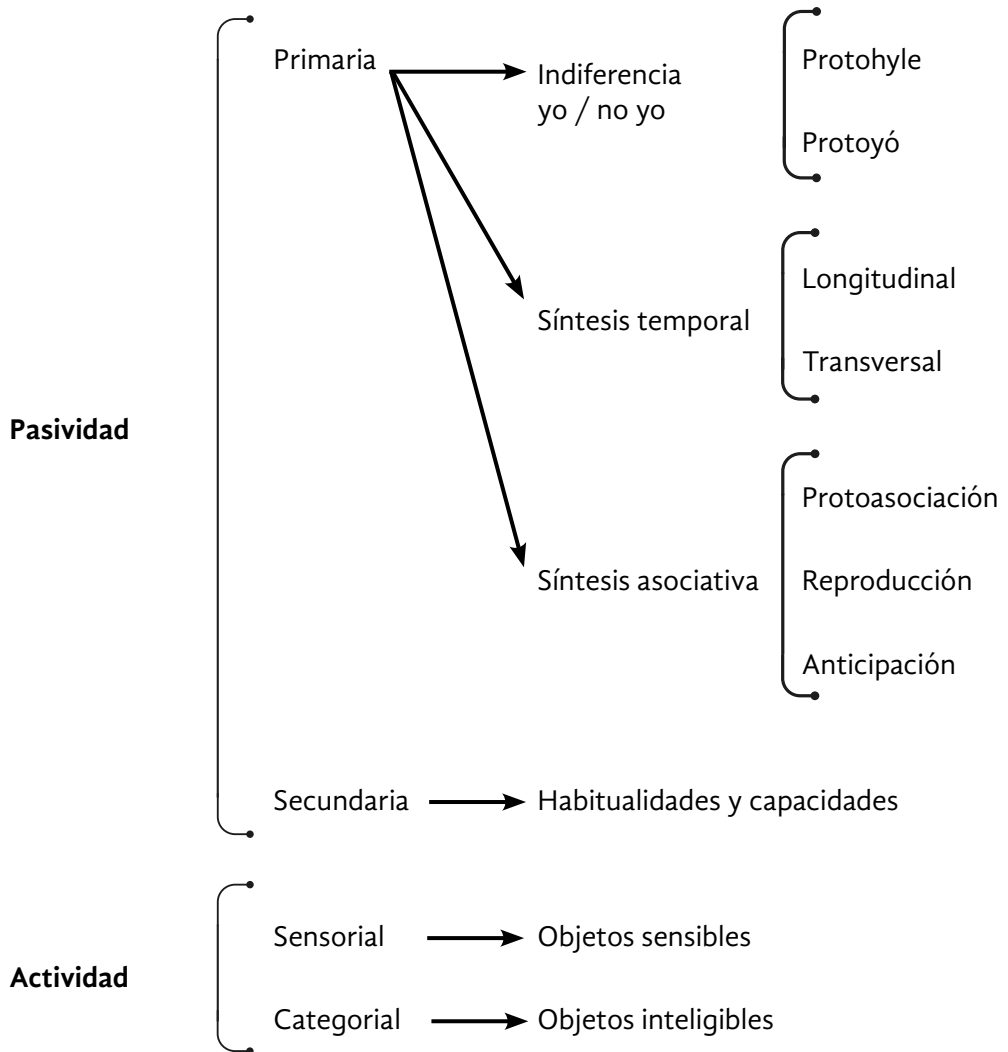 Primaria
Indiferencia
yo / no yo
Protohyle
Protoyó
Síntesis temporal
Longitudinal
Transversal
Pasividad
Síntesis asociativa
Protoasociación
Reproducción
Anticipación
Secundaria
Habitualidades y capacidades
Actividad
Sensorial
Objetos sensibles
Categorial
Objetos inteligibles